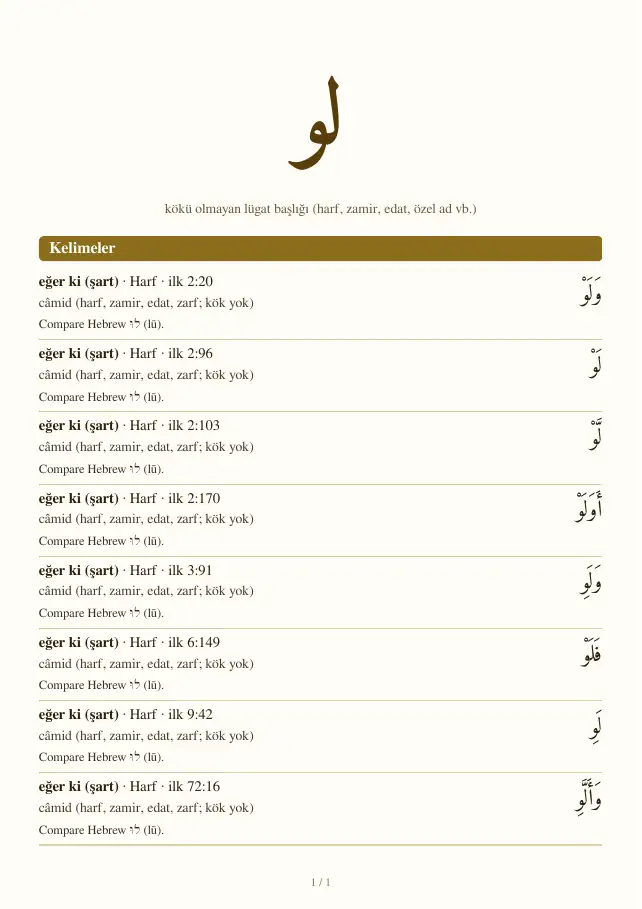 لو
kökü olmayan lügat başlığı (harf, zamir, edat, özel ad vb.)
Kelimeler
eğer ki (şart) · Harf · ilk 2:20 وَلَوْ
câmid (harf, zamir, edat, zarf; kök yok)
Compare Hebrew לו (lū).
eğer ki (şart) · Harf · ilk 2:96 لَوْ
câmid (harf, zamir, edat, zarf; kök yok)
Compare Hebrew לו (lū).
eğer ki (şart) · Harf · ilk 2:103 لَّوْ
câmid (harf, zamir, edat, zarf; kök yok)
Compare Hebrew לו (lū).
eğer ki (şart) · Harf · ilk 2:170 أَوَلَوْ
câmid (harf, zamir, edat, zarf; kök yok)
Compare Hebrew לו (lū).
eğer ki (şart) · Harf · ilk 3:91 وَلَوِ
câmid (harf, zamir, edat, zarf; kök yok)
Compare Hebrew לו (lū).
eğer ki (şart) · Harf · ilk 6:149 فَلَوْ
câmid (harf, zamir, edat, zarf; kök yok)
Compare Hebrew לו (lū).
eğer ki (şart) · Harf · ilk 9:42 لَوِ
câmid (harf, zamir, edat, zarf; kök yok)
Compare Hebrew לו (lū).
eğer ki (şart) · Harf · ilk 72:16 وَأَلَّوِ
câmid (harf, zamir, edat, zarf; kök yok)
Compare Hebrew לו (lū).
1 / 1